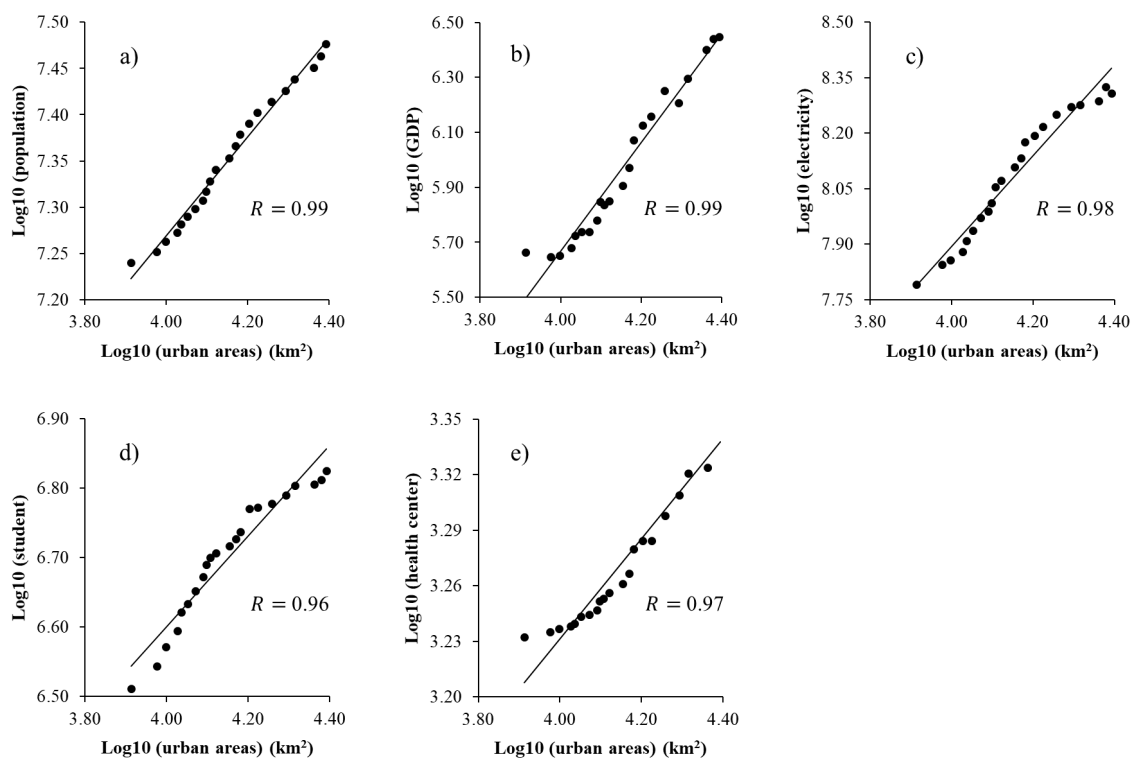 a)
Log10 (population)
7.50
7.45
7.40
7.35
7.30
7.25
7.20
R = 0.99
3.80 4.00 4.20 4.40
Log10 (urban areas) (km²)
b)
Log10 (GDP)
6.50
6.30
6.10
5.90
5.70
5.50
R = 0.99
3.80 4.00 4.20 4.40
Log10 (urban areas) (km²)
c)
Log10 (electricity)
8.50
8.35
8.20
8.05
7.90
7.75
R = 0.98
3.80 4.00 4.20 4.40
Log10 (urban areas) (km²)
d)
Log10 (student)
6.90
6.80
6.70
6.60
6.50
R = 0.96
3.80 4.00 4.20 4.40
Log10 (urban areas) (km²)
e)
Log10 (health center)
3.35
3.32
3.29
3.26
3.23
3.20
R = 0.97
3.80 4.00 4.20 4.40
Log10 (urban areas) (km²)